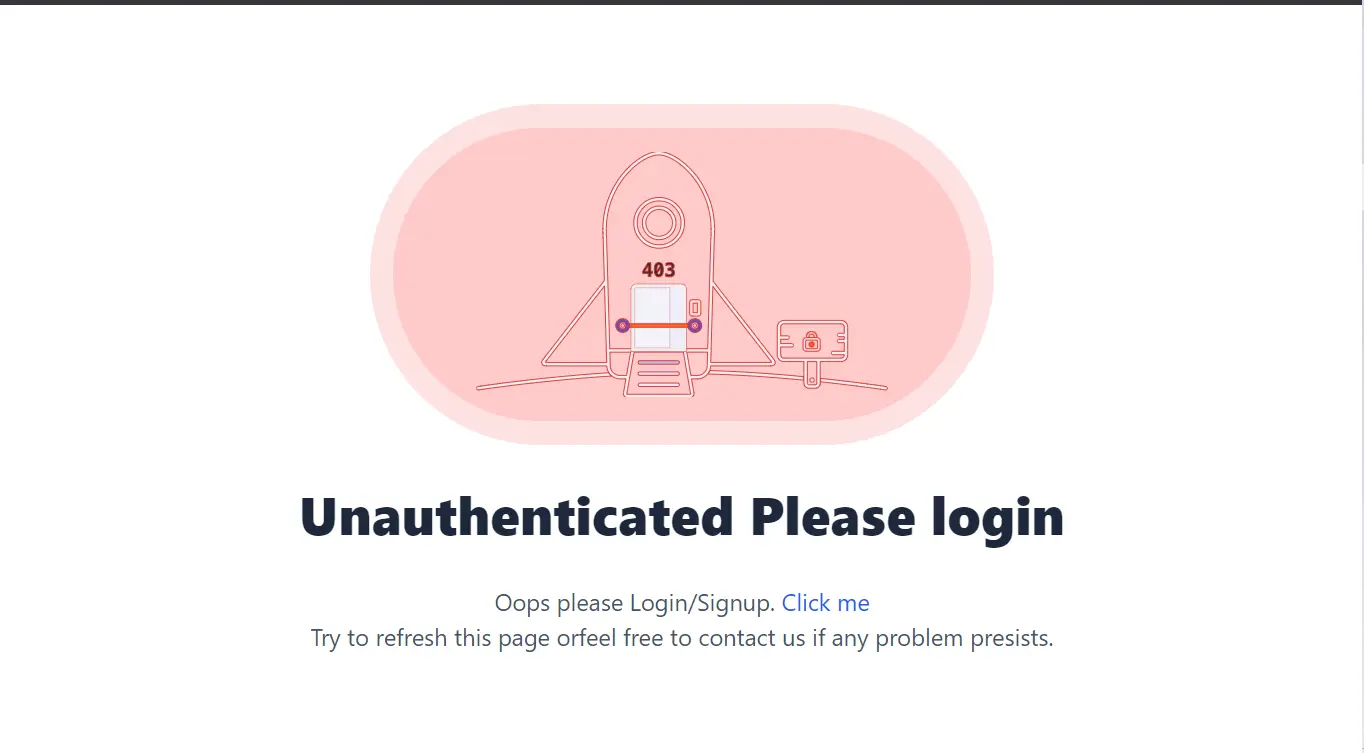 403
Unauthenticated Please login
Oops please Login/Signup. Click me
Try to refresh this page orfeel free to contact us if any problem presists.